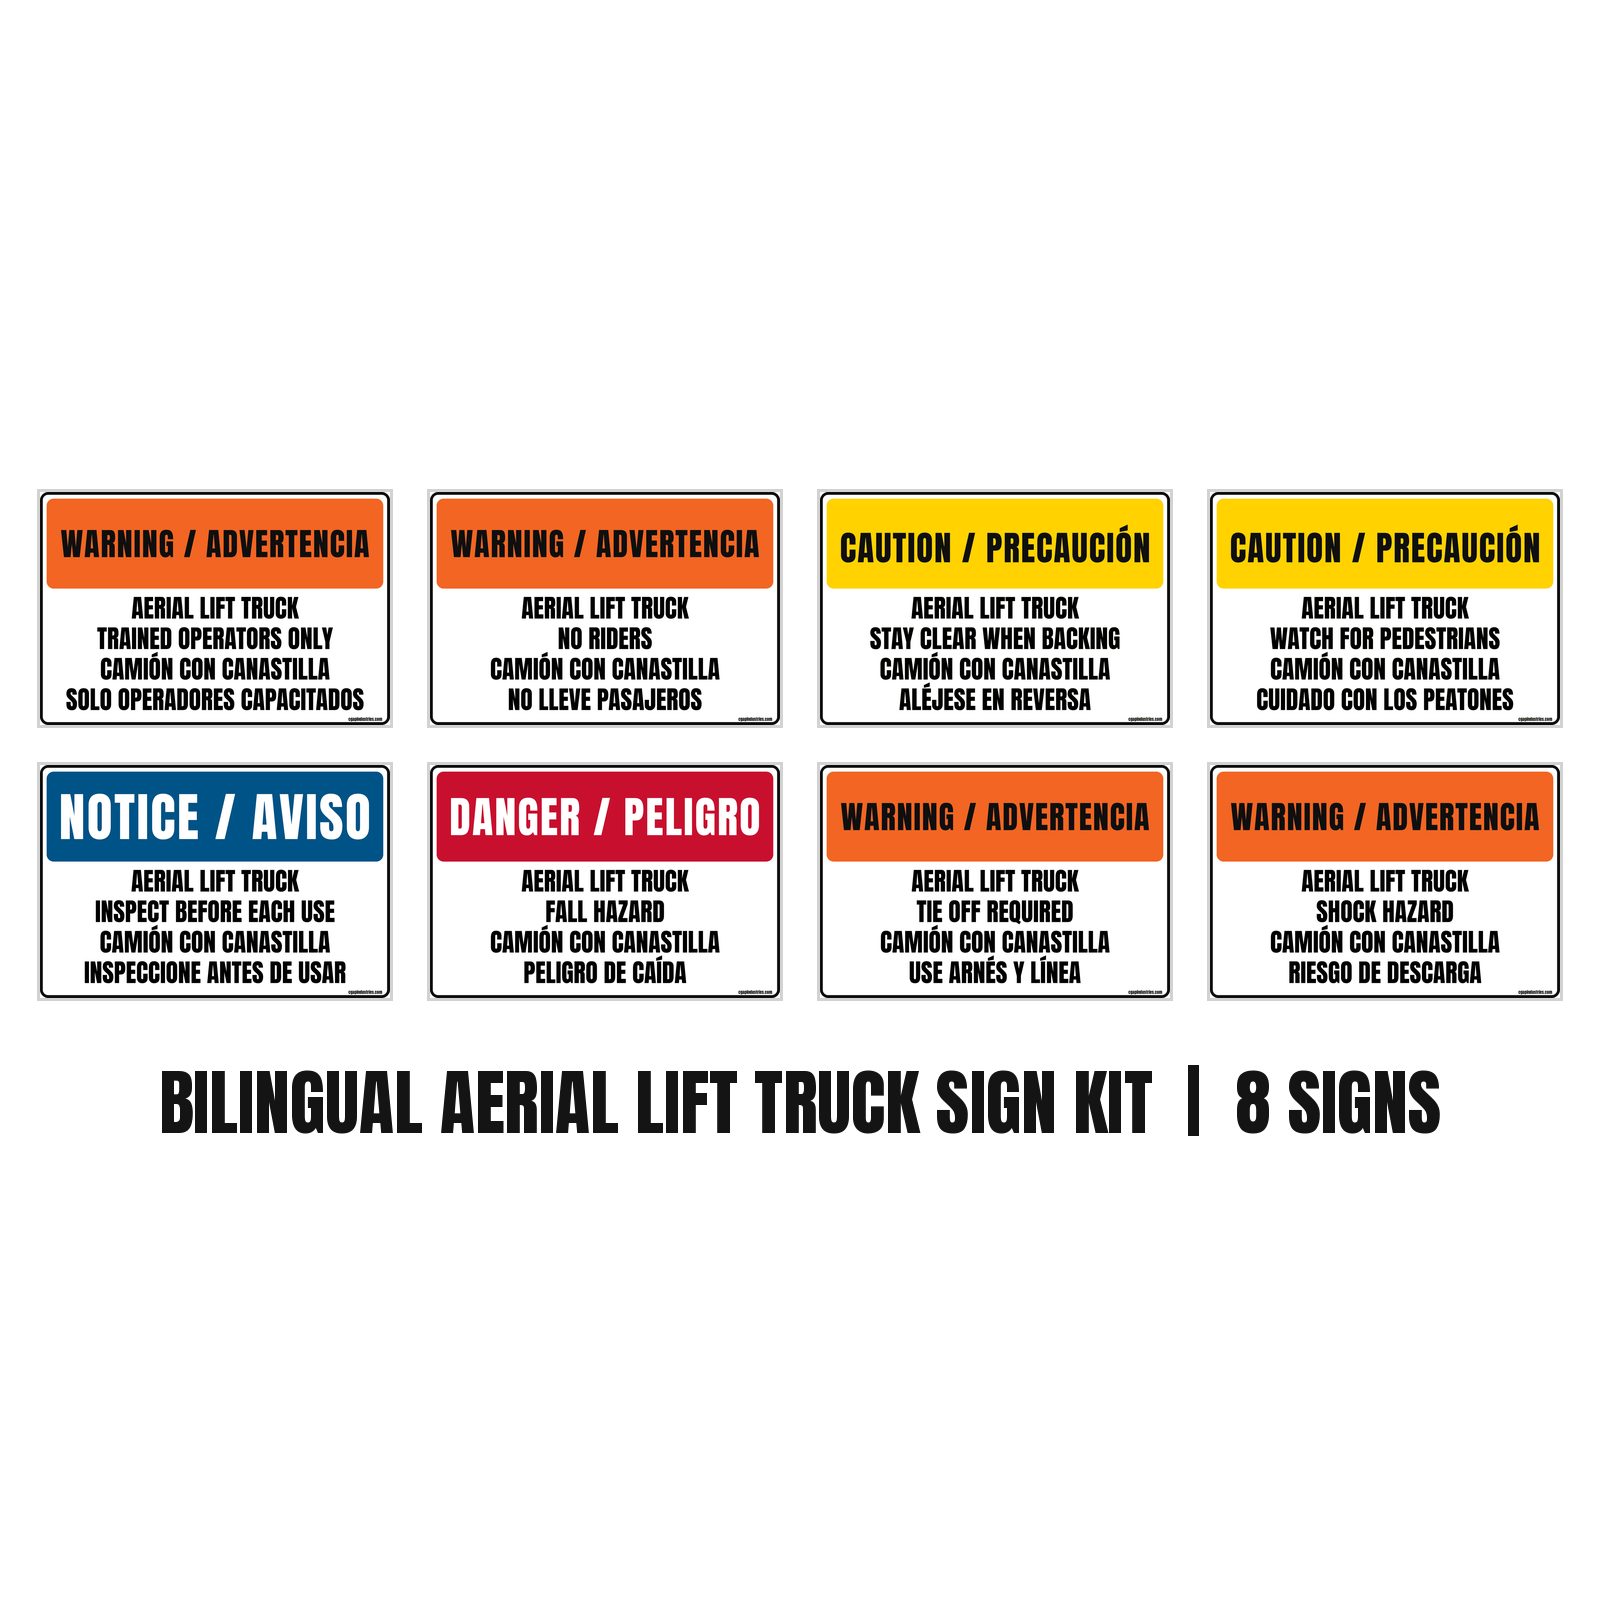 WARNING / ADVERTENCIA
AERIAL LIFT TRUCK
TRAINED OPERATORS ONLY
CAMIÓN CON CANASTILLA
SOLO OPERADORES CAPACITADOS
WARNING / ADVERTENCIA
AERIAL LIFT TRUCK
NO RIDERS
CAMIÓN CON CANASTILLA
NO LLEVE PASAJEROS
CAUTION / PRECAUCIÓN
AERIAL LIFT TRUCK
STAY CLEAR WHEN BACKING
CAMIÓN CON CANASTILLA
ALÉJESE EN REVERSA
CAUTION / PRECAUCIÓN
AERIAL LIFT TRUCK
WATCH FOR PEDESTRIANS
CAMIÓN CON CANASTILLA
CUIDADO CON LOS PEATONES
NOTICE / AVISO
AERIAL LIFT TRUCK
INSPECT BEFORE EACH USE
CAMIÓN CON CANASTILLA
INSPECCIONE ANTES DE USAR
DANGER / PELIGRO
AERIAL LIFT TRUCK
FALL HAZARD
CAMIÓN CON CANASTILLA
PELIGRO DE CAÍDA
WARNING / ADVERTENCIA
AERIAL LIFT TRUCK
TIE OFF REQUIRED
CAMIÓN CON CANASTILLA
USE ARNÉS Y LÍNEA
WARNING / ADVERTENCIA
AERIAL LIFT TRUCK
SHOCK HAZARD
CAMIÓN CON CANASTILLA
RIESGO DE DESCARGA
BILINGUAL AERIAL LIFT TRUCK SIGN KIT | 8 SIGNS